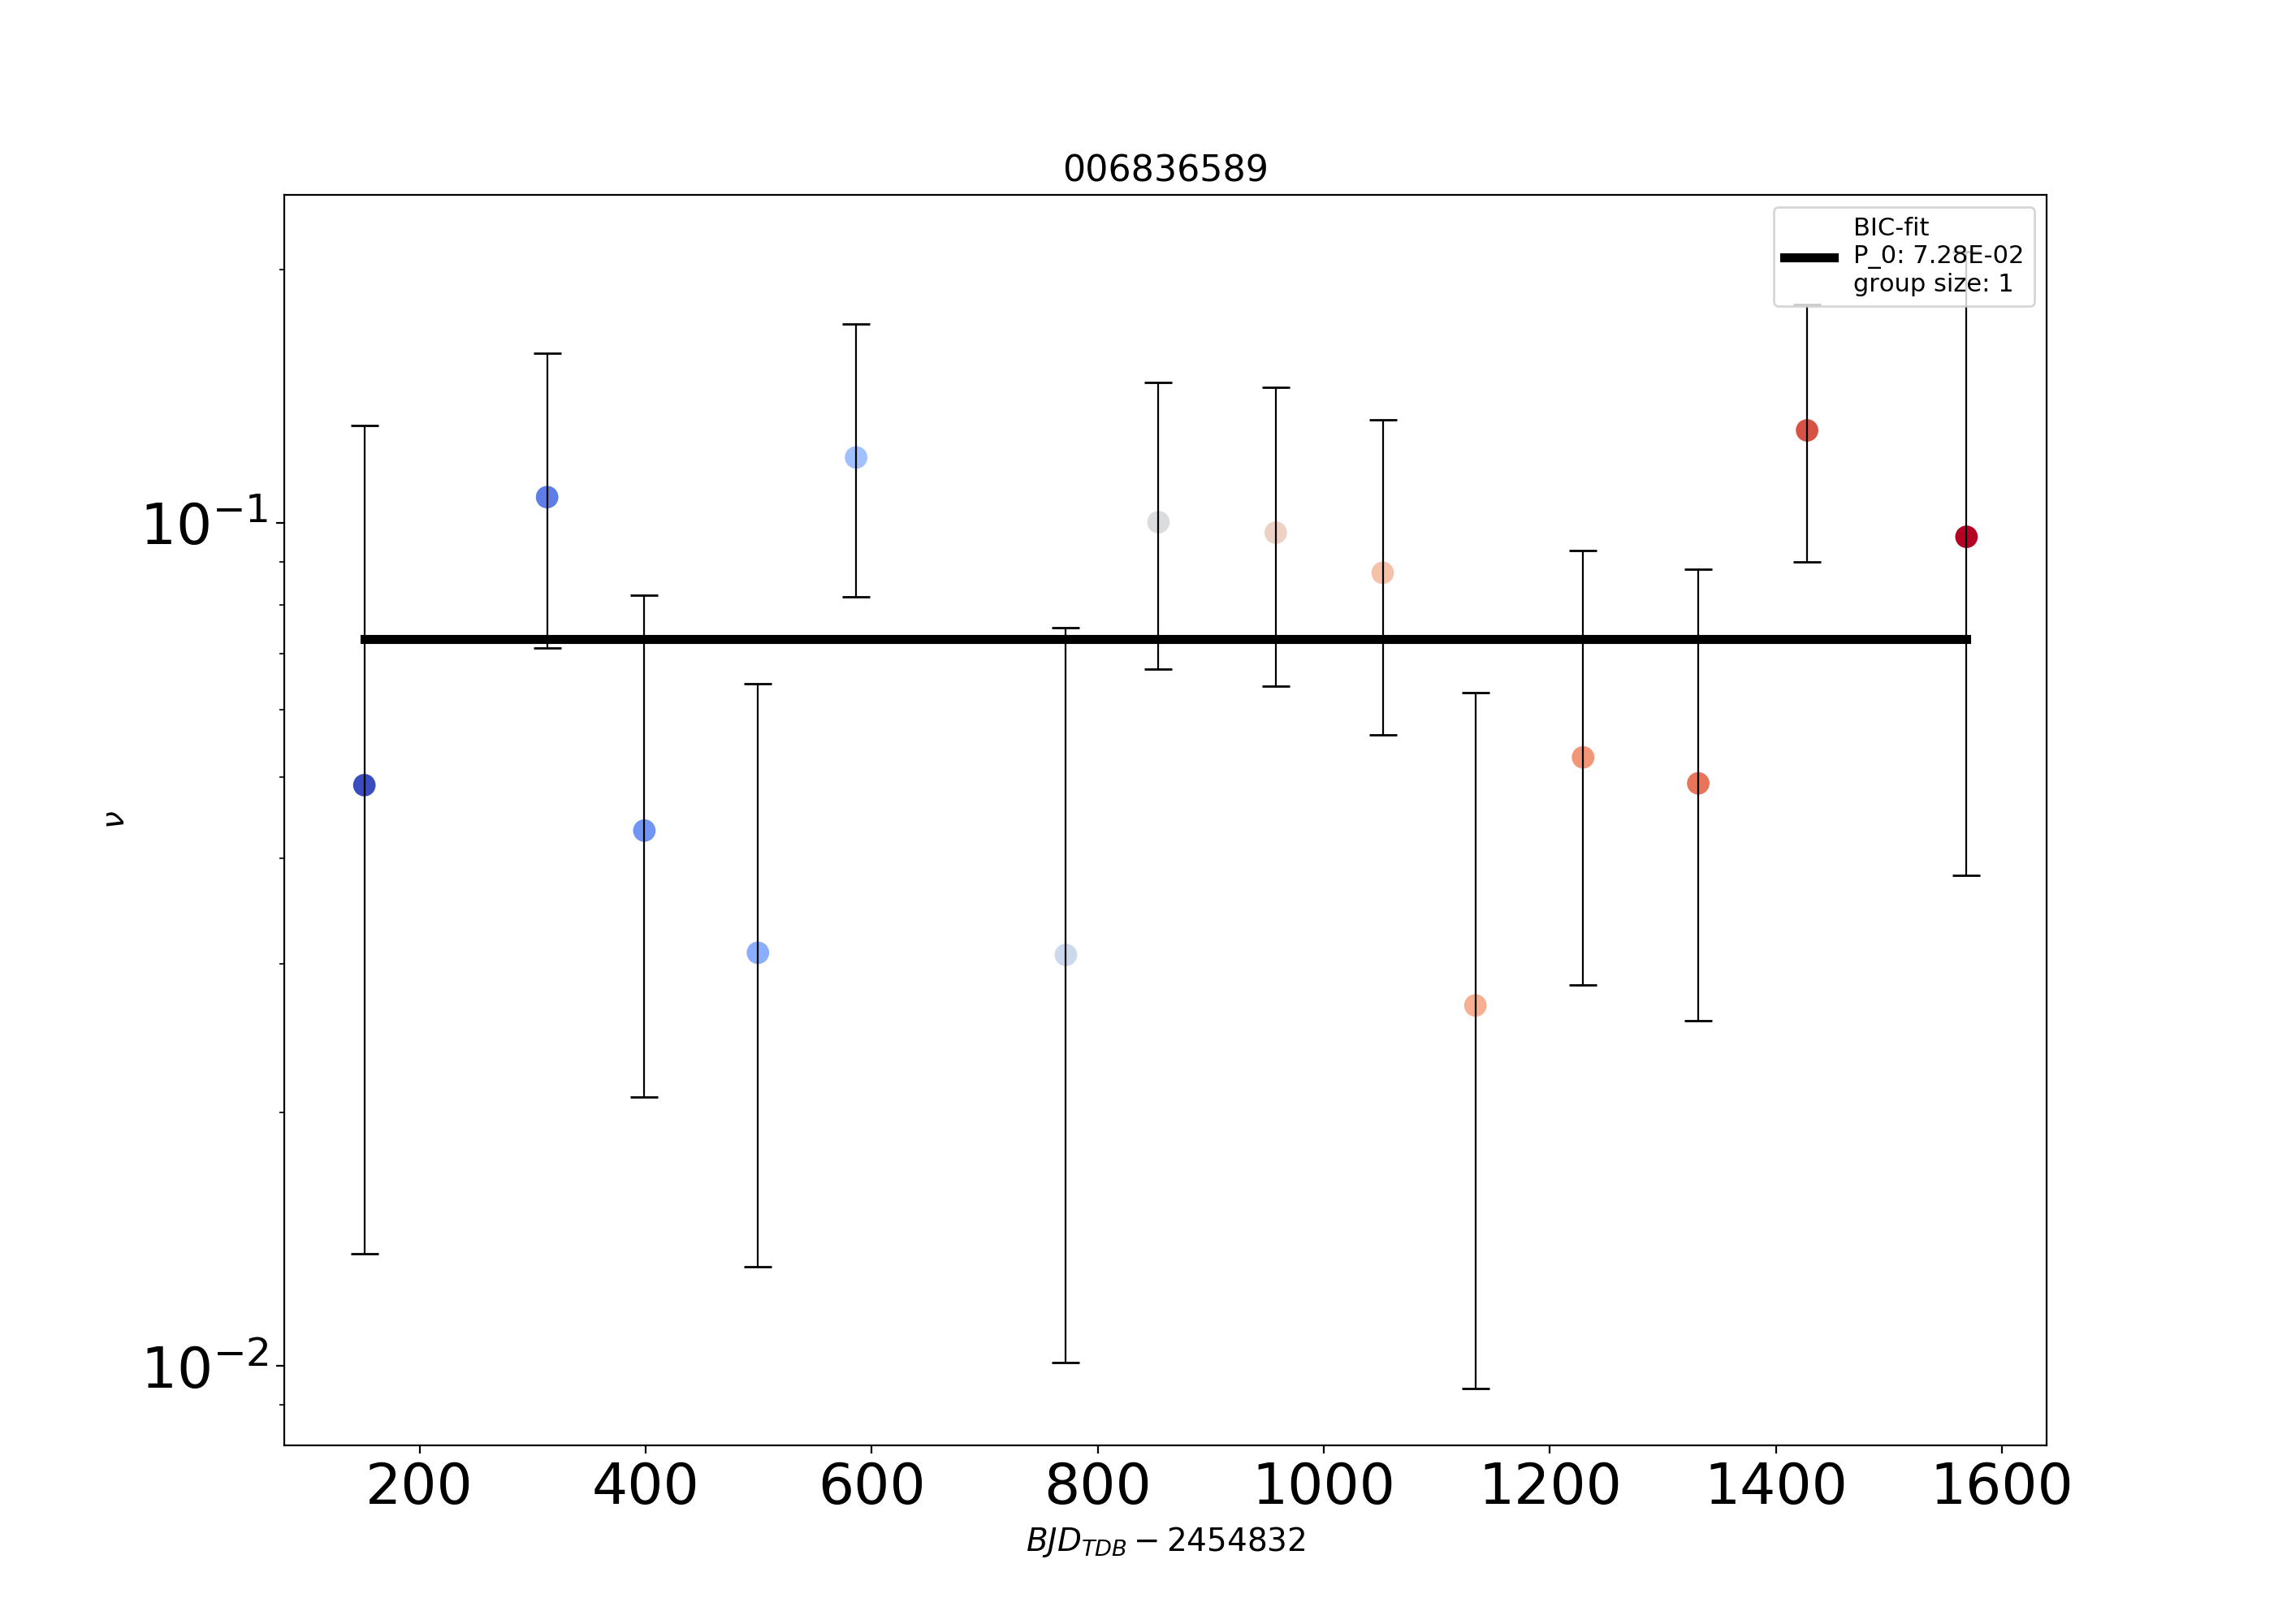 006836589
BIC-fit
P_0: 7.28E-02
group size: 1
10⁻¹
ν
10⁻²
200 400 600 800 1000 1200 1400 1600
BJD_TDB − 2454832